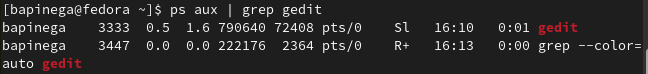 [bapinega@fedora ~]$ ps aux | grep gedit
bapinega    3333  0.5  1.6 790640 72408 pts/0    Sl   16:10   0:01 gedit
bapinega    3447  0.0  0.0 222176  2364 pts/0    R+   16:13   0:00 grep --color=
auto gedit